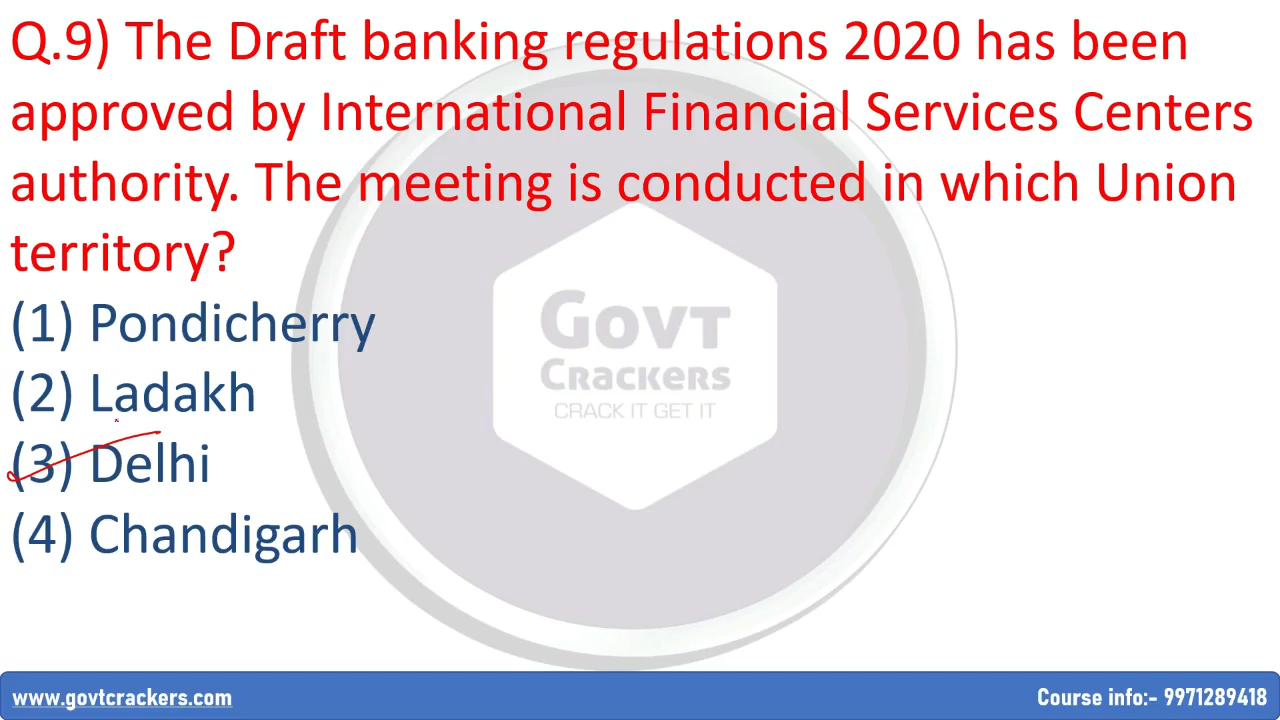 Q.9) The Draft banking regulations 2020 has been
approved by International Financial Services Centers
authority. The meeting is conducted in which Union
territory?
(1) Pondicherry
(2) Ladakh
(3) Delhi
(4) Chandigarh
GOVT
CRACKERS
CRACK IT GET IT
www.govtcrackers.com
Course info:- 9971289418